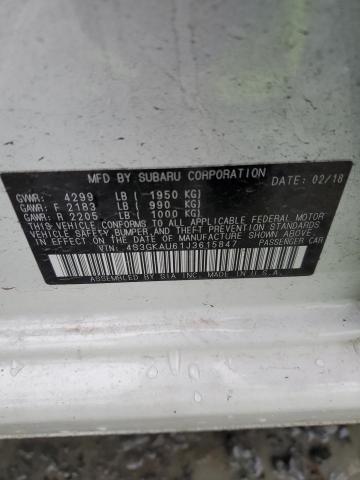 MFD BY SUBARU CORPORATION DATE: 02/18
GVWR: 4299 LB ( 1950 KG)
GAWR: F 2183 LB ( 990 KG)
GAWR: R 2205 LB ( 1000 KG)
THIS VEHICLE CONFORMS TO ALL APPLICABLE FEDERAL MOTOR
VEHICLE SAFETY, BUMPER, AND THEFT PREVENTION STANDARDS
IN EFFECT ON THE DATE OF MANUFACTURE SHOWN ABOVE.
VIN: 4S3GKAU61J3615847 PASSENGER CAR
ASSEMBLED BY SIA INC. MADE IN U.S.A.